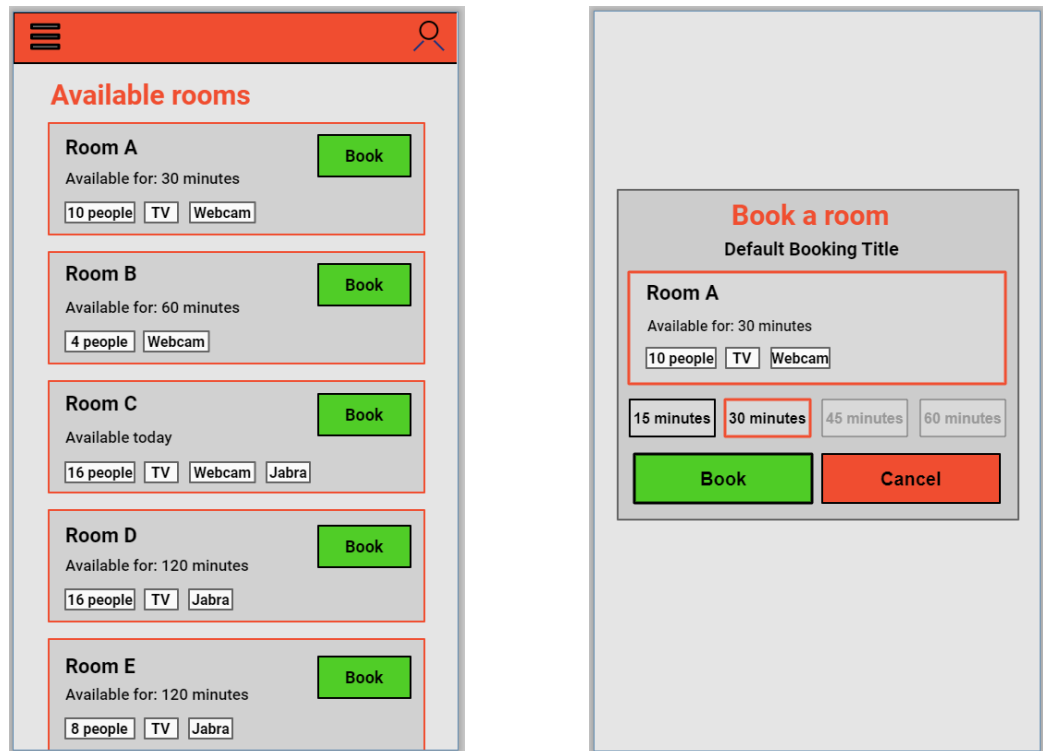 Available rooms
Room A
Book
Available for: 30 minutes
10 people TV Webcam
Room B
Book
Available for: 60 minutes
4 people Webcam
Room C
Book
Available today
16 people TV Webcam Jabra
Room D
Book
Available for: 120 minutes
16 people TV Jabra
Room E
Book
Available for: 120 minutes
8 people TV Jabra
Book a room
Default Booking Title
Room A
Available for: 30 minutes
10 people TV Webcam
15 minutes 30 minutes 45 minutes 60 minutes
Book Cancel